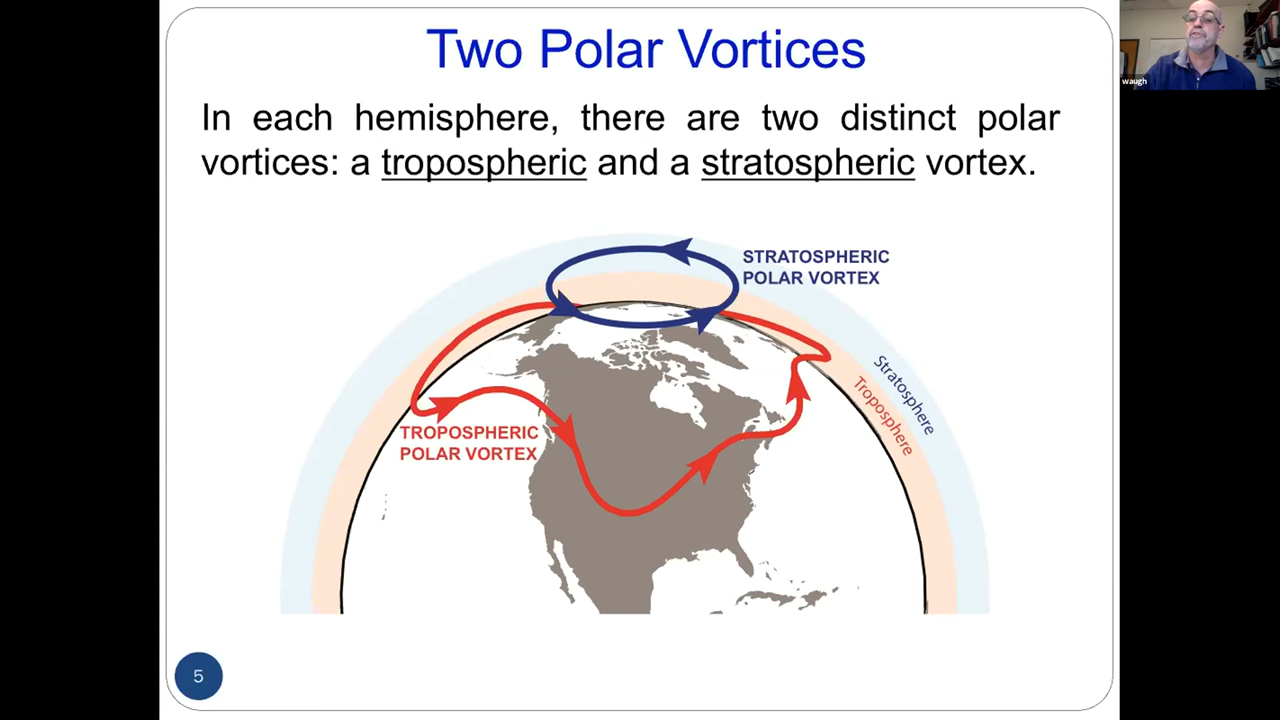 Two Polar Vortices
waugh
In each hemisphere, there are two distinct polar
vortices: a tropospheric and a stratospheric vortex.
STRATOSPHERIC
POLAR VORTEX
TROPOSPHERIC
POLAR VORTEX
Stratosphere
Troposphere
5